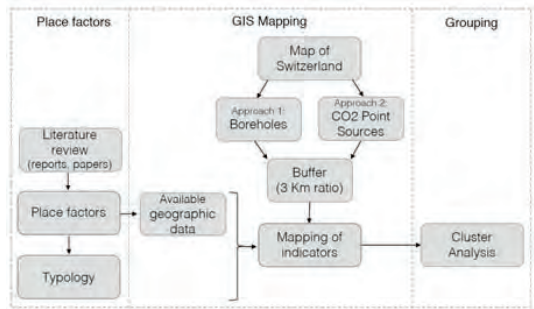 Place factors
GIS Mapping
Grouping
Map of
Switzerland
Approach 1:
Boreholes
Approach 2:
CO2 Point
Sources
Literature
review
(reports, papers)
Buffer
(3 Km ratio)
Place factors
Available
geographic
data
Mapping of
indicators
Cluster
Analysis
Typology